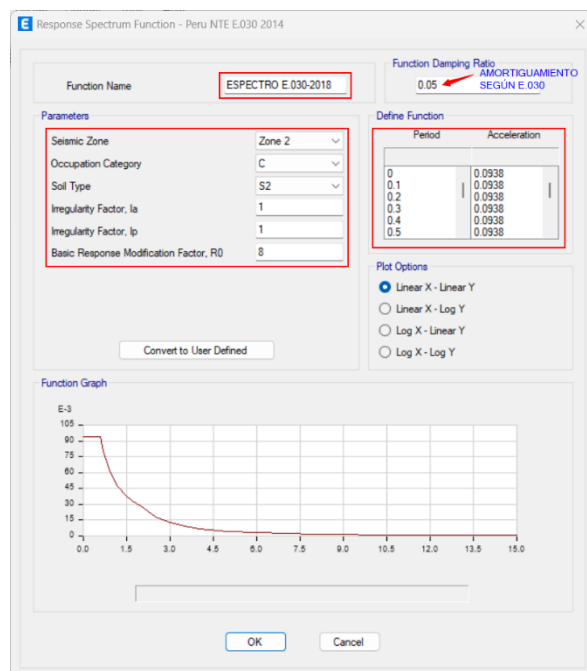 E Response Spectrum Function - Peru NTE E.030 2014
Function Name
ESPECTRO E.030-2018
Function Damping Ratio
0.05
AMORTIGUAMIENTO
SEGÚN E.030
Parameters
Seismic Zone
Zone 2
Occupation Category
C
Soil Type
S2
Irregularity Factor, Ia
1
Irregularity Factor, Ip
1
Basic Response Modification Factor, R0
8
Convert to User Defined
Define Function
Period Acceleration
0 0.0938
0.1 0.0938
0.2 0.0938
0.3 0.0938
0.4 0.0938
0.5 0.0938
Plot Options
Linear X - Linear Y
Linear X - Log Y
Log X - Linear Y
Log X - Log Y
Function Graph
E-3
105
90
75
60
45
30
15
0
0.0 1.5 3.0 4.5 6.0 7.5 9.0 10.5 12.0 13.5 15.0
OK Cancel